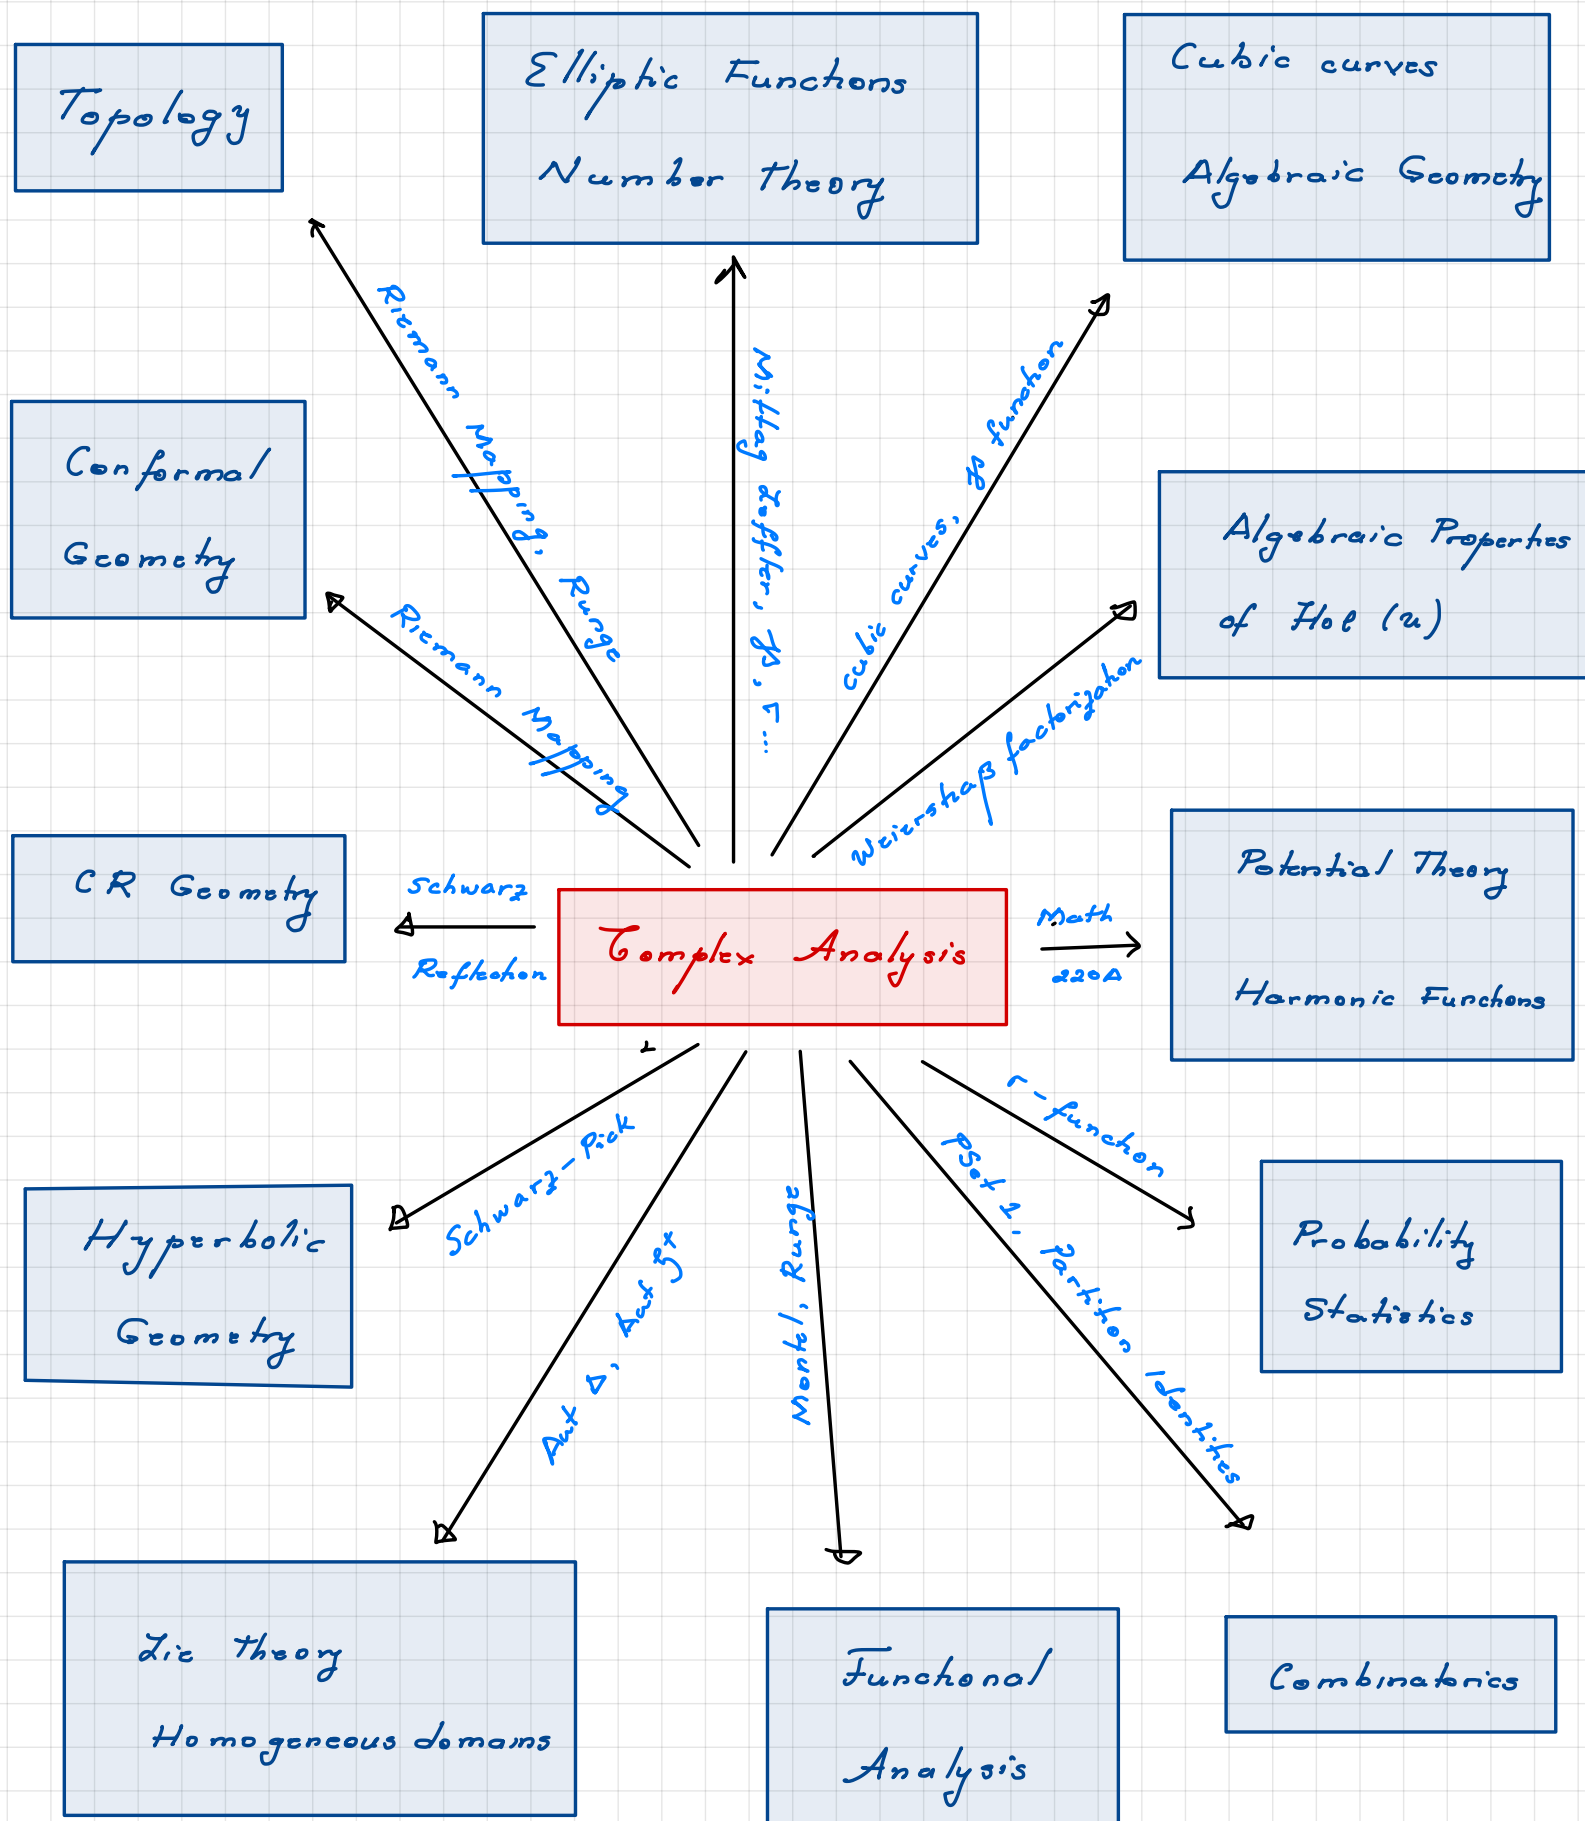 Topology
Elliptic Functions
Number Theory
Cubic curves
Algebraic Geometry
Riemann Mapping, Runge
Mittag Leffler, ℘, Γ ...
cubic curves, ℘ function
Conformal
Geometry
Riemann Mapping
Algebraic Properties
of Hol (u)
Weierstraß factorization
CR Geometry
Schwarz
Reflection
Complex Analysis
Math
220A
Potential Theory
Harmonic Functions
Schwarz-Pick
Γ-function
Hyperbolic
Geometry
Aut Δ, Aut
Montel, Runge
PSet 1, Partition Identities
Probability
Statistics
Lie Theory
Homogeneous domains
Functional
Analysis
Combinatorics